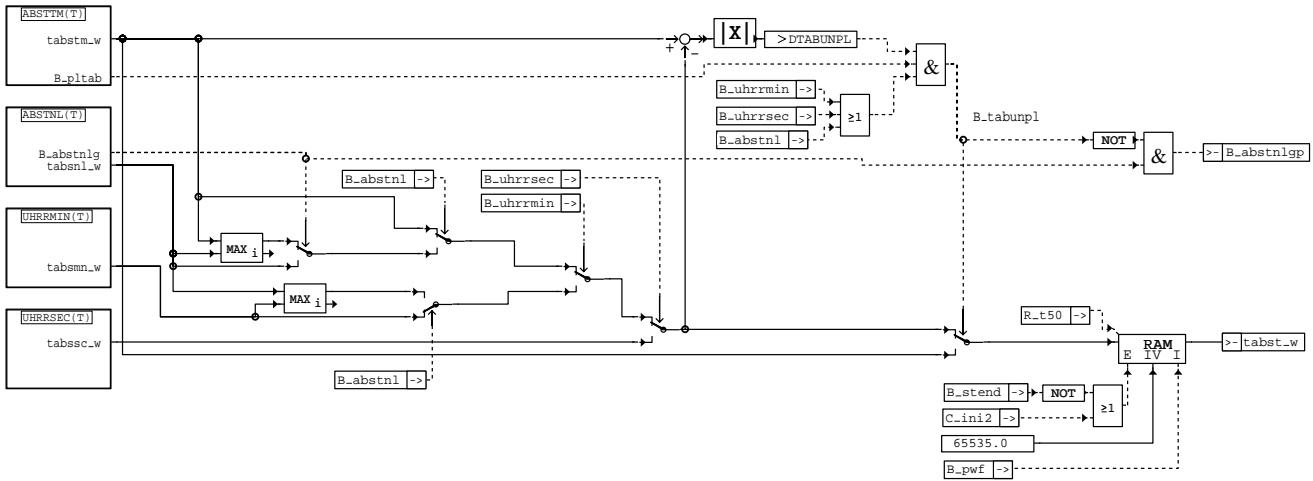 ABSTTM(T)
tabstm_w
B_pltab
ABSTNL(T)
B_abstnlg
tabsnl_w
UHRRMIN(T)
tabsmn_w
UHRRSEC(T)
tabssc_w
MAX i
MAX i
B_abstnl ->
B_abstnl ->
B_uhrrsec ->
B_uhrrmin ->
+
−
|X|
>DTABUNPL
B_uhrrmin ->
B_uhrrsec ->
B_abstnl ->
≥1
&
B_tabunpl
NOT
&
>- B_abstnlgp
R_t50 ->
RAM
E IV I
>- tabst_w
B_stend ->
NOT
≥1
C_ini2 ->
65535.0
B_pwf ->